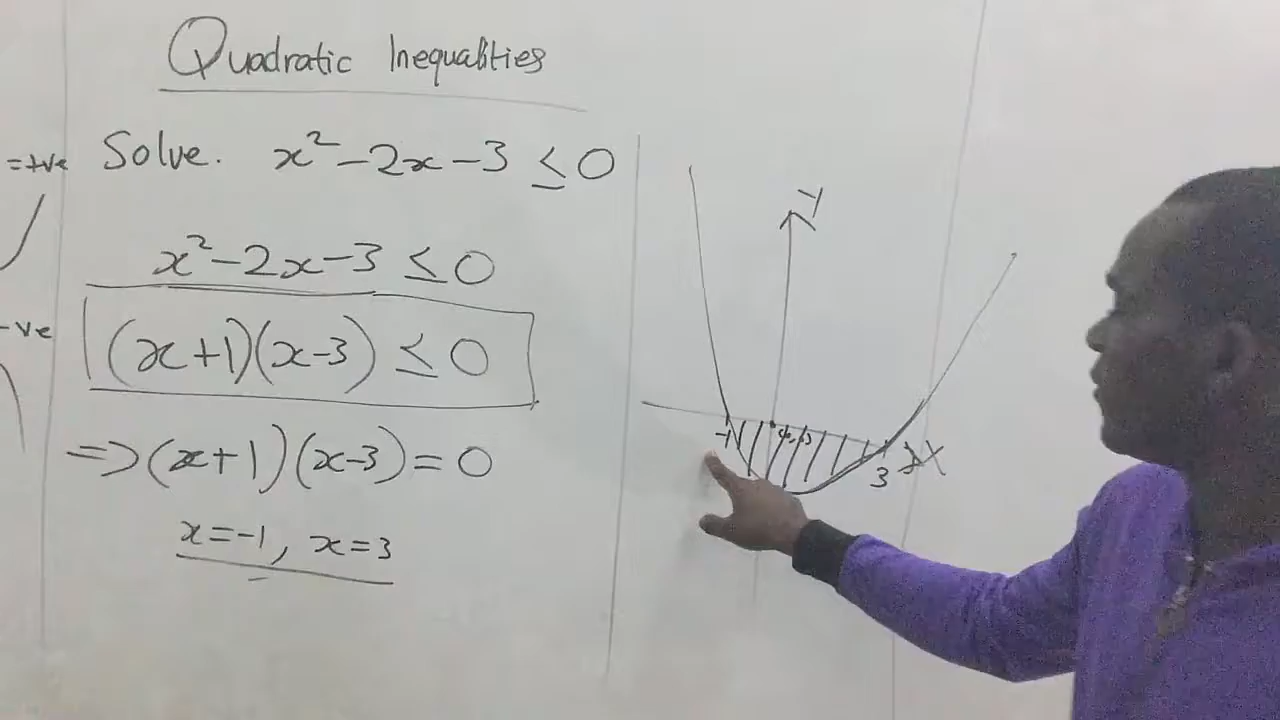 Quadratic Inequalities
=+ve
Solve. x² - 2x - 3 ≤ 0
x² - 2x - 3 ≤ 0
-ve
(x+1)(x-3) ≤ 0
=> (x+1)(x-3) = 0
x = -1, x = 3
Y
-1
3
X